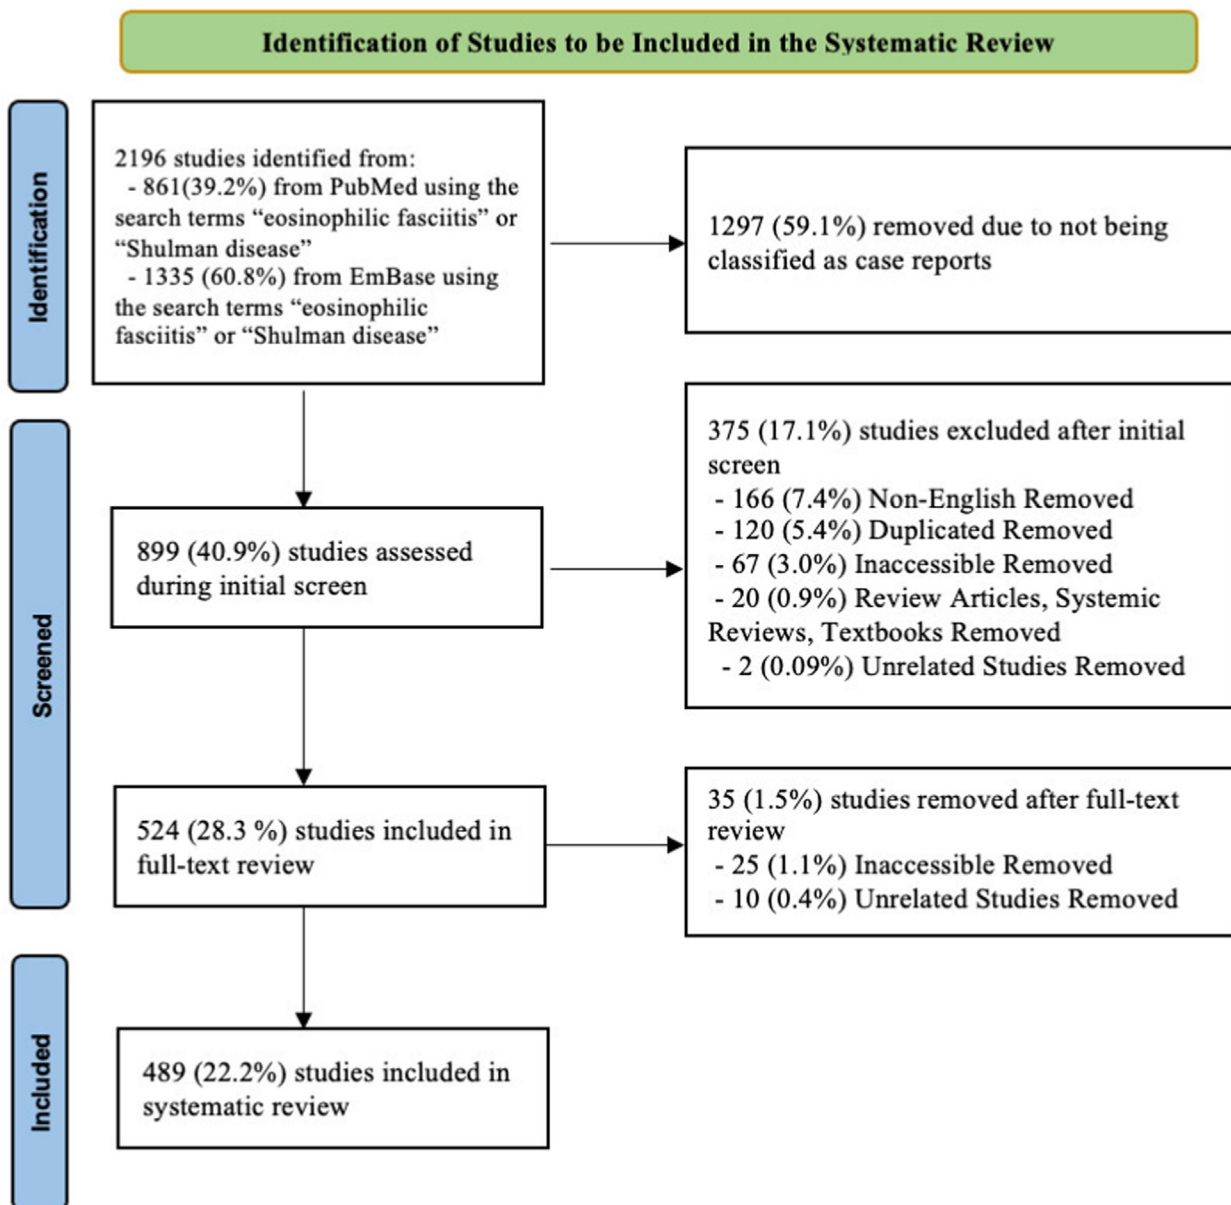 Identification of Studies to be Included in the Systematic Review
Identification
2196 studies identified from:
- 861(39.2%) from PubMed using the
search terms “eosinophilic fasciitis” or
“Shulman disease”
- 1335 (60.8%) from EmBase using
the search terms “eosinophilic
fasciitis” or “Shulman disease”
1297 (59.1%) removed due to not being
classified as case reports
Screened
899 (40.9%) studies assessed
during initial screen
375 (17.1%) studies excluded after initial
screen
- 166 (7.4%) Non-English Removed
- 120 (5.4%) Duplicated Removed
- 67 (3.0%) Inaccessible Removed
- 20 (0.9%) Review Articles, Systemic
Reviews, Textbooks Removed
- 2 (0.09%) Unrelated Studies Removed
524 (28.3 %) studies included in
full-text review
35 (1.5%) studies removed after full-text
review
- 25 (1.1%) Inaccessible Removed
- 10 (0.4%) Unrelated Studies Removed
Included
489 (22.2%) studies included in
systematic review